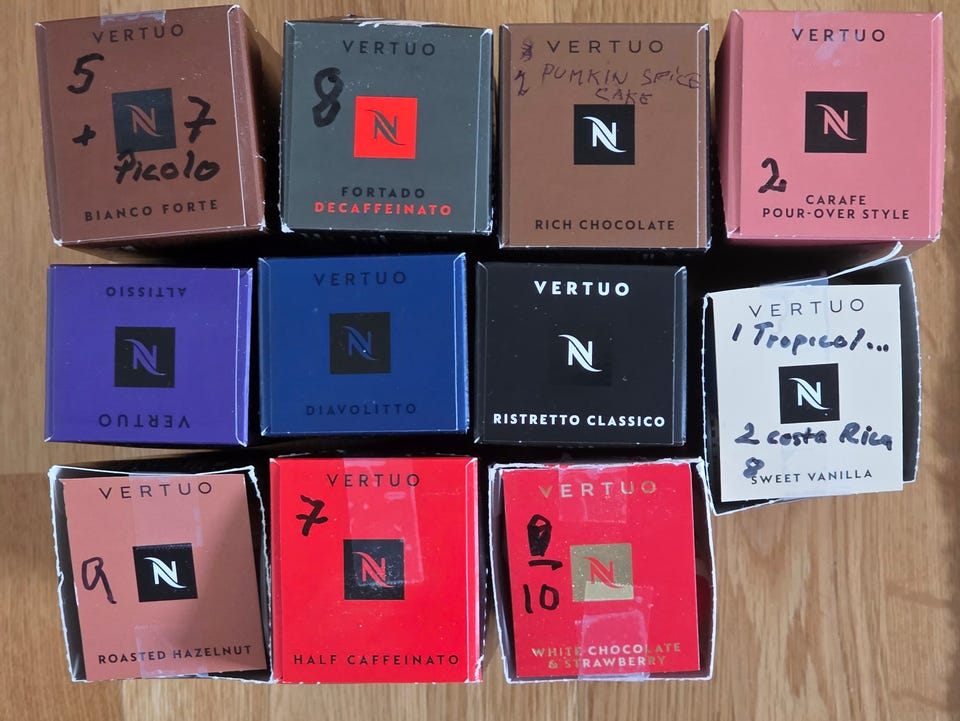 VERTUO
5
+ 7
Picolo
BIANCO FORTE
VERTUO
8
FORTADO
DECAFFEINATO
VERTUO
2 PUMKIN SPICE
CAKE
RICH CHOCOLATE
VERTUO
2
CARAFE
POUR-OVER STYLE
ALTISSIO
VERTUO
VERTUO
DIAVOLITTO
VERTUO
RISTRETTO CLASSICO
VERTUO
1 Tropical...
2 costa Rica
8
SWEET VANILLA
VERTUO
9
ROASTED HAZELNUT
VERTUO
7
HALF CAFFEINATO
VERTUO
10
WHITE CHOCOLATE
& STRAWBERRY